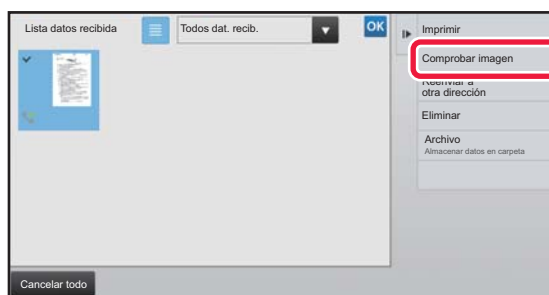 Lista datos recibida
Todos dat. recib.
OK
Imprimir
Comprobar imagen
Reenviar a
otra dirección
Eliminar
Archivo
Almacenar datos en carpeta
Cancelar todo